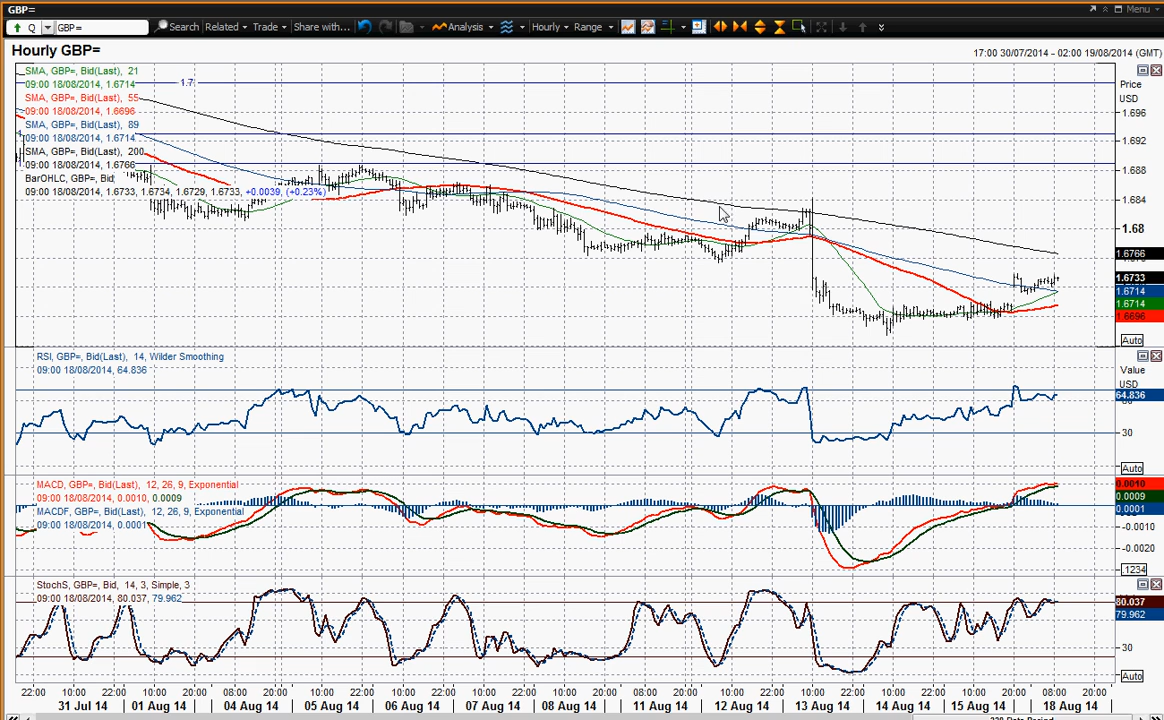 GBP=
Menu
Q GBP= Search Related Trade Share with... Analysis Hourly Range
Hourly GBP=
17:00 30/07/2014 - 02:00 19/08/2014 (GMT)
SMA, GBP=, Bid(Last), 21
09:00 18/08/2014, 1.6714
SMA, GBP=, Bid(Last), 55
09:00 18/08/2014, 1.6696
SMA, GBP=, Bid(Last), 89
09:00 18/08/2014, 1.6714
SMA, GBP=, Bid(Last), 200
09:00 18/08/2014, 1.6766
BarOHLC, GBP=, Bid
09:00 18/08/2014, 1.6733, 1.6734, 1.6729, 1.6733, +0.0039, (+0.23%)
1.7
Price
USD
1.696
1.692
1.688
1.684
1.68
1.6766
1.6733
1.6714
1.6714
1.6696
Auto
RSI, GBP=, Bid(Last), 14, Wilder Smoothing
09:00 18/08/2014, 64.836
Value
USD
64.836
30
Auto
MACD, GBP=, Bid(Last), 12, 26, 9, Exponential
09:00 18/08/2014, 0.0010, 0.0009
MACDF, GBP=, Bid(Last), 12, 26, 9, Exponential
09:00 18/08/2014, 0.0001
0.0010
0.0009
0.0001
-0.0010
-0.0020
.1234
StochS, GBP=, Bid, 14, 3, Simple, 3
09:00 18/08/2014, 80.037, 79.962
80.037
79.962
30
Auto
22:00 10:00 22:00 10:00 20:00 08:00 20:00 10:00 22:00 10:00 22:00 10:00 22:00 10:00 20:00 08:00 20:00 10:00 22:00 10:00 22:00 10:00 22:00 10:00 20:00 08:00 20:00
31 Jul 14 01 Aug 14 04 Aug 14 05 Aug 14 06 Aug 14 07 Aug 14 08 Aug 14 11 Aug 14 12 Aug 14 13 Aug 14 14 Aug 14 15 Aug 14 18 Aug 14